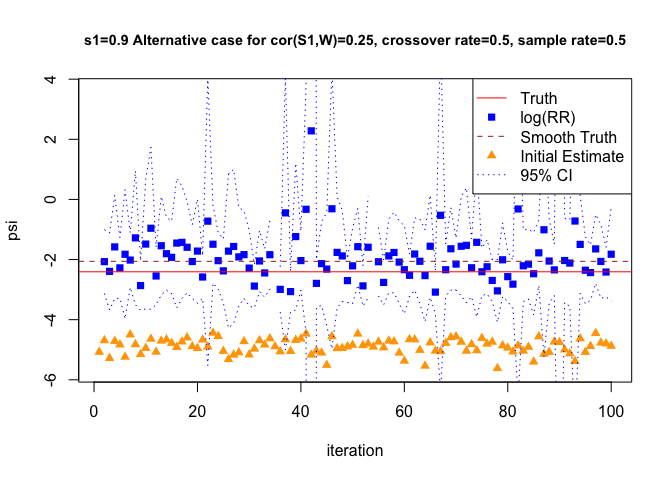 s1=0.9 Alternative case for cor(S1,W)=0.25, crossover rate=0.5, sample rate=0.5
4
2
0
-2
-4
-6
psi
Truth
log(RR)
Smooth Truth
Initial Estimate
95% CI
0
20
40
60
80
100
iteration